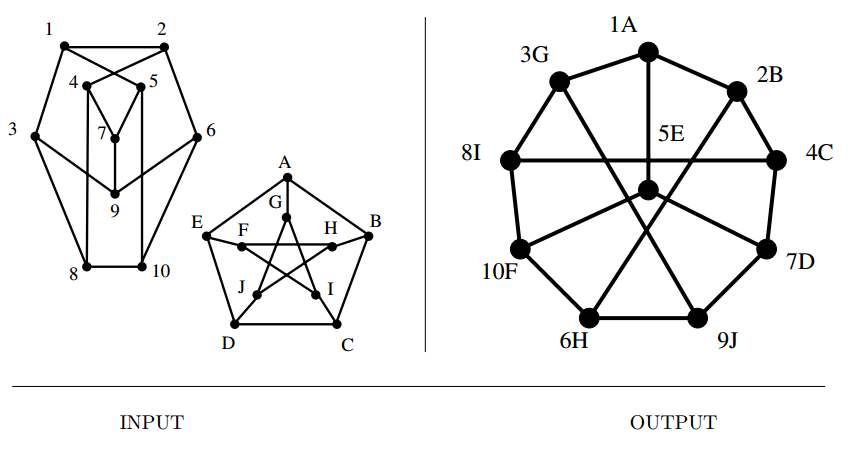 1 2
4 5
3 7 6
9
8 10
A
G
E F H B
J I
D C
1A
3G
2B
5E
8I 4C
10F 7D
6H 9J
INPUT OUTPUT